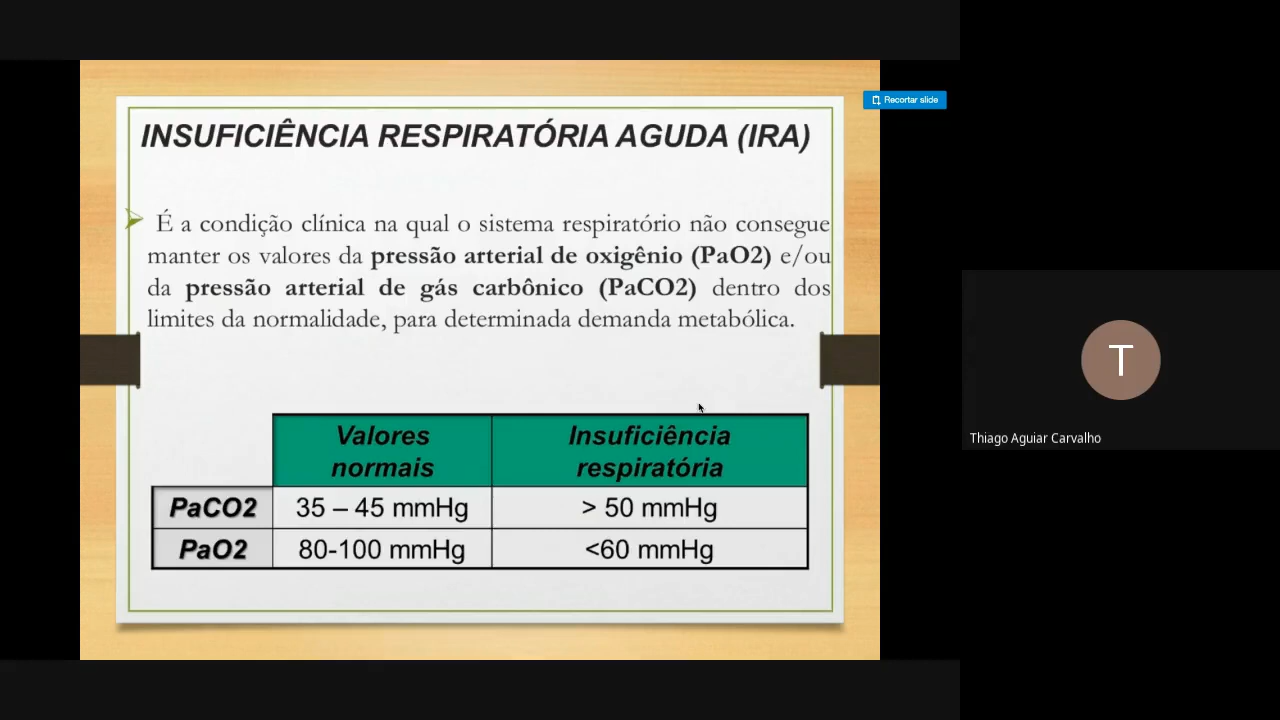 Recortar slide
INSUFICIÊNCIA RESPIRATÓRIA AGUDA (IRA)
É a condição clínica na qual o sistema respiratório não consegue
manter os valores da pressão arterial de oxigênio (PaO2) e/ou
da pressão arterial de gás carbônico (PaCO2) dentro dos
limites da normalidade, para determinada demanda metabólica.
Valores normais Insuficiência respiratória
PaCO2 35 – 45 mmHg > 50 mmHg
PaO2 80-100 mmHg <60 mmHg
T
Thiago Aguiar Carvalho